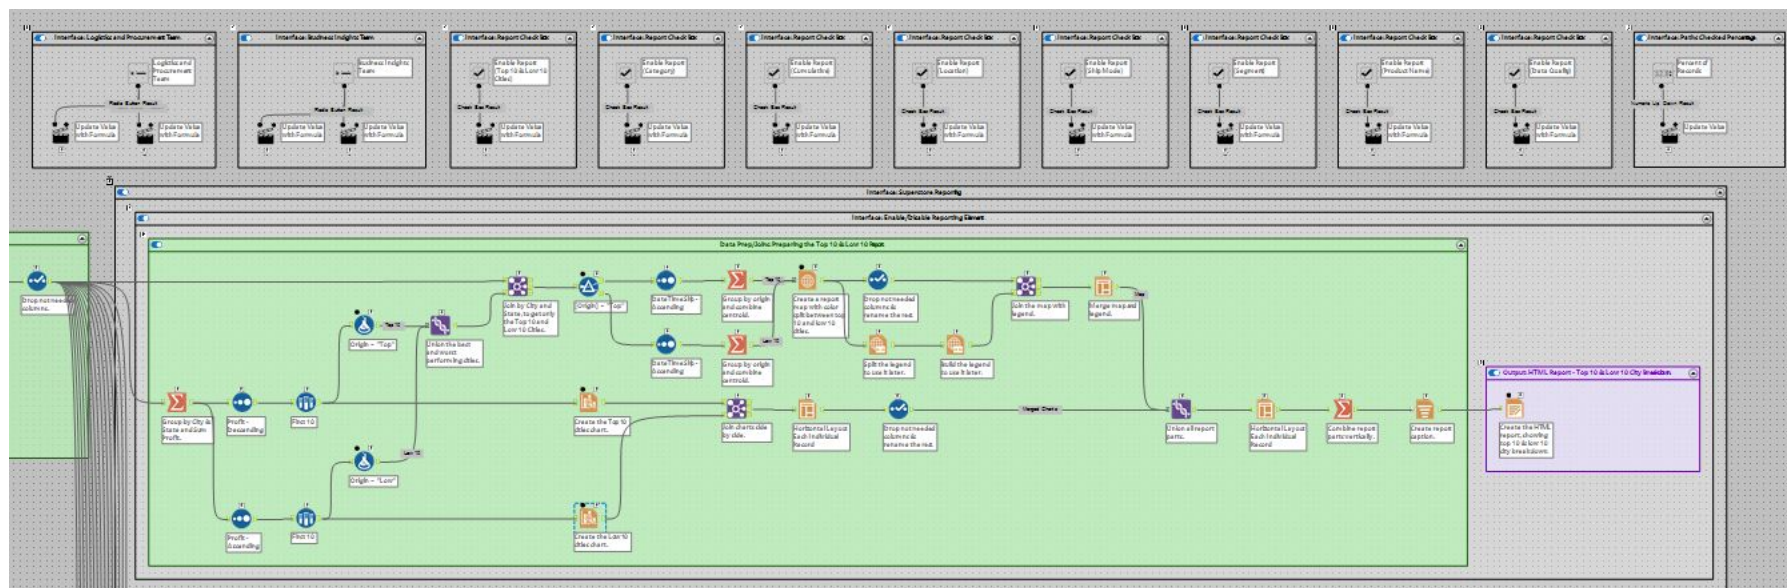 Interface: Logistics and Procurement Team
Interface: Business Insights Team
Interface: Report Check Box
Interface: Report Check Box
Interface: Report Check Box
Interface: Report Check Box
Interface: Report Check Box
Interface: Report Check Box
Interface: Report Check Box
Interface: Report Check Box
Interface: Paths Checked Percentage
Logistics and
Procurement
Team
Radio Button Result
Update Value
with Formula
Update Value
with Formula
Business Insights
Team
Radio Button Result
Update Value
with Formula
Update Value
with Formula
Enable Report
(Top 10 & Low 10
Cities)
Check Box Result
Update Value
with Formula
Enable Report
(Category)
Check Box Result
Update Value
with Formula
Enable Report
(Cumulative)
Check Box Result
Update Value
with Formula
Enable Report
(Location)
Check Box Result
Update Value
with Formula
Enable Report
(Ship Mode)
Check Box Result
Update Value
with Formula
Enable Report
(Segment)
Check Box Result
Update Value
with Formula
Enable Report
(Product Name)
Check Box Result
Update Value
with Formula
Enable Report
(Data Quality)
Check Box Result
Update Value
with Formula
Percent of
Records
Numeric Up Down Result
Update Value
Interface: Superstore Reporting
Interface: Enable/Disable Reporting Element
Data Prep/Joins: Preparing the Top 10 & Low 10 Report
Drop not needed
columns.
Group by City &
State and Sum
Profit.
Profit -
Descending
First 10
Origin = "Top"
Top 10
Union the best
and worst
performing cities.
Origin = "Low"
Low 10
Profit -
Ascending
First 10
Join by City and
State, to get only
the Top 10 and
Low 10 Cities.
[Origin] = "Top"
Ascending
Group by origin
and combine
centroid.
Top 10
Ascending
Group by origin
and combine
centroid.
Low 10
Create a report
map with color
split between top
10 and low 10
cities.
Drop not needed
columns &
rename the rest.
Split the legend
to use it later.
Build the legend
to use it later.
Join the map with
legend.
Merge map and
legend.
Map
Create the Top 10
cities chart.
Create the Low 10
cities chart.
Join charts side
by side.
Horizontal Layout
Each Individual
Record
Drop not needed
columns &
rename the rest.
Merged Charts
Union all report
parts.
Horizontal Layout
Each Individual
Record
Combine report
parts vertically.
Create report
caption.
Output: HTML Report - Top 10 & Low 10 City Breakdown
Create the HTML
report, showing
top 10 & low 10
city breakdown.